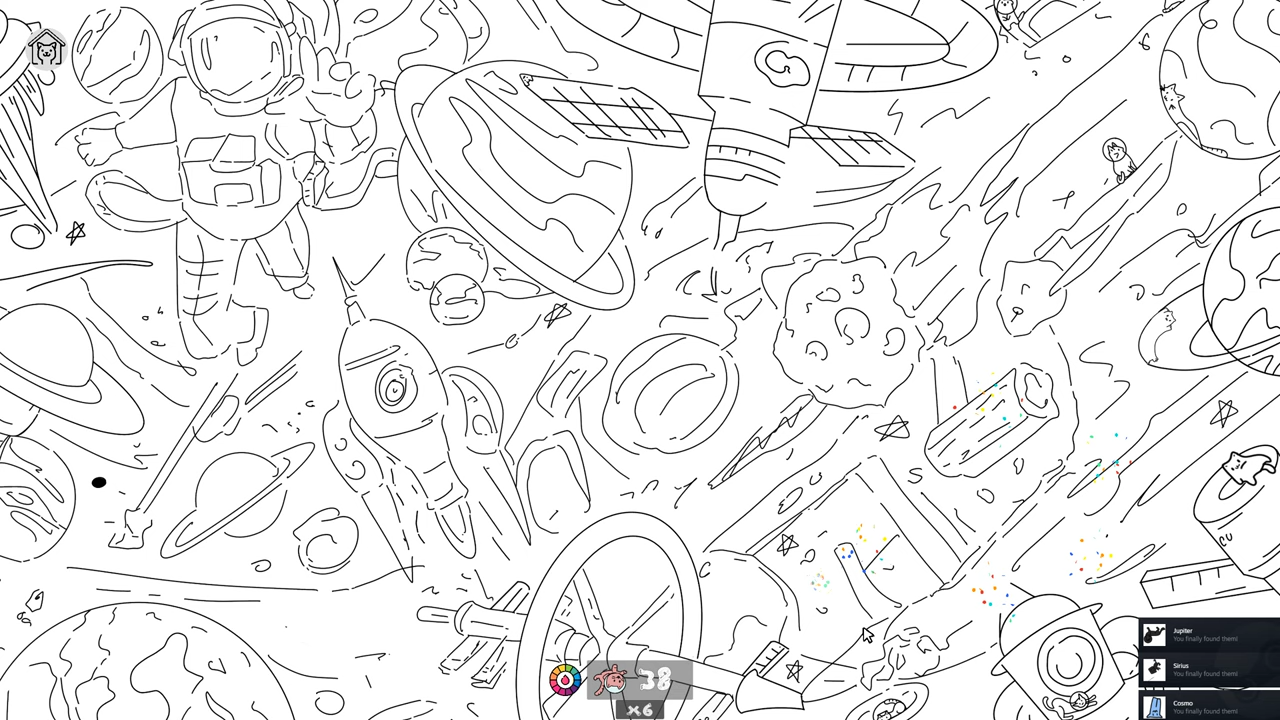 38
x6
Jupiter
You finally found them!
Sirius
You finally found them!
Cosmo
You finally found them!